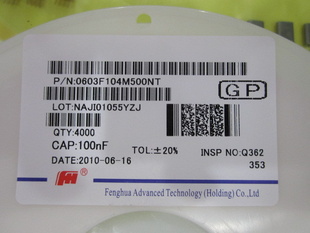 P/N:0603F104M500NT
GP
LOT:NAJI01055YZJ
QTY:4000
CAP:100nF
TOL:±20%
INSP NO:Q362
DATE:2010-06-16
353
FH
Fenghua Advanced Technology (Holding) Co.,Ltd